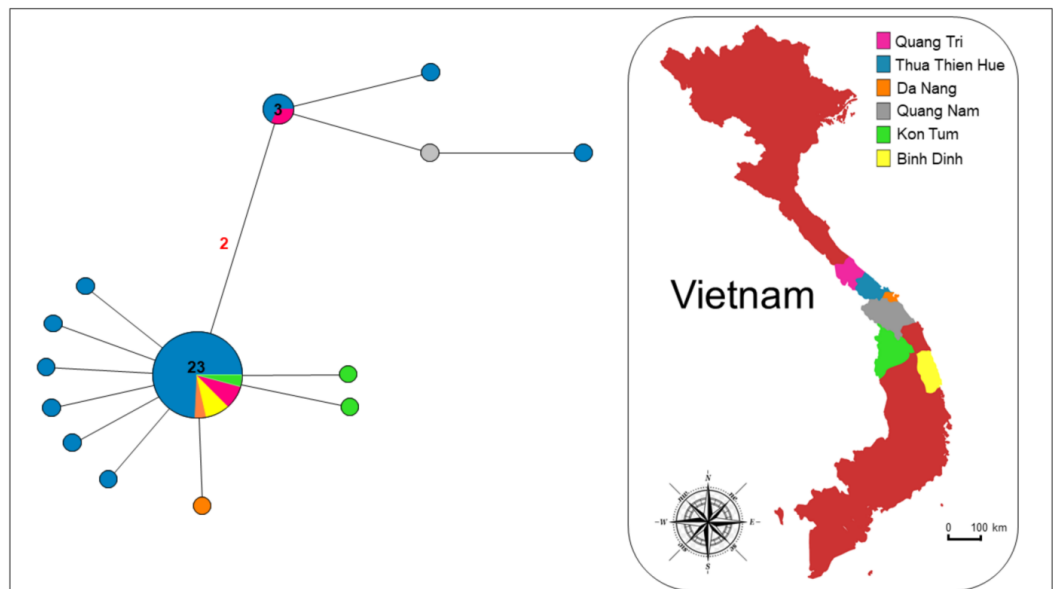 3
2
23
Quang Tri
Thua Thien Hue
Da Nang
Quang Nam
Kon Tum
Binh Dinh
Vietnam
N
W
E
S
0 100 km